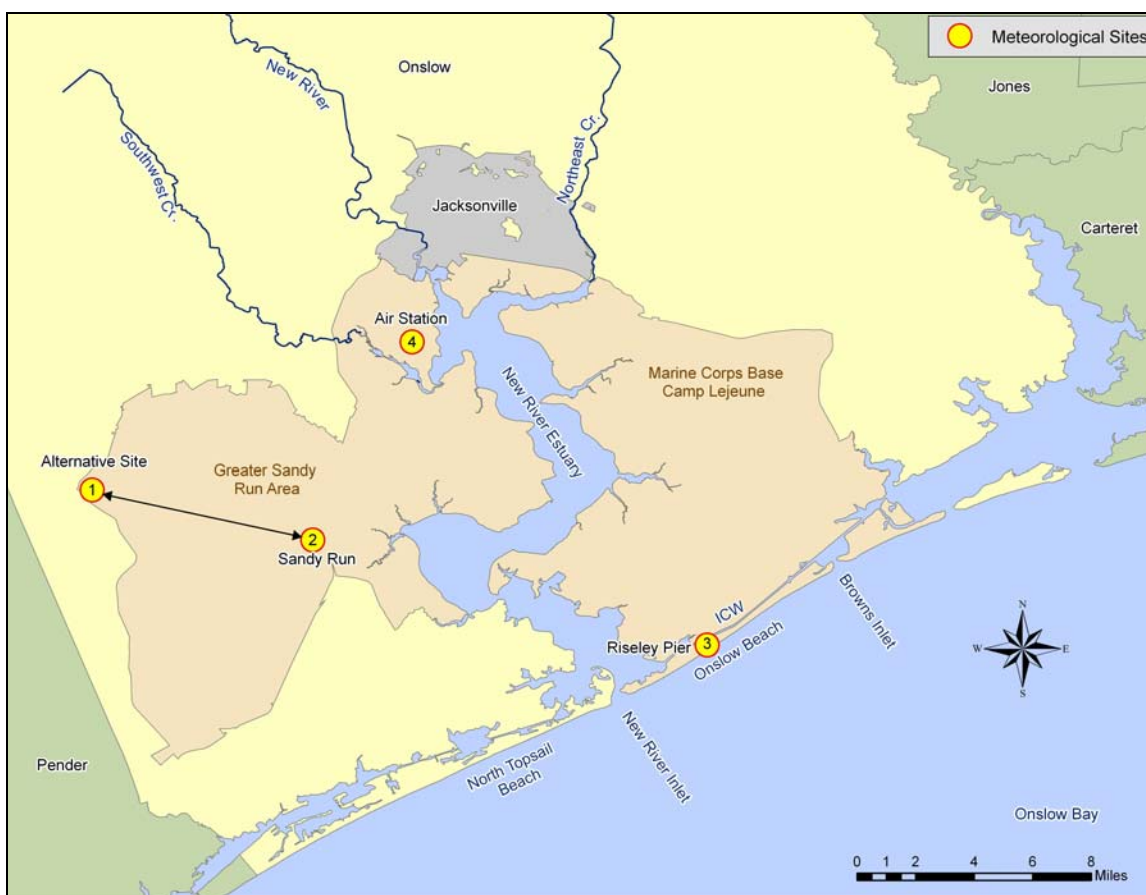 Meteorological Sites
Onslow
New River
Jones
Southwest Cr.
Northeast Cr.
Jacksonville
Carteret
Air Station
4
Marine Corps Base
Camp Lejeune
New River Estuary
Alternative Site
1
Greater Sandy
Run Area
2
Sandy Run
ICW
Browns Inlet
Riseley Pier
3
Onslow Beach
N
W
E
S
New River Inlet
North Topsail
Beach
Pender
Onslow Bay
0 1 2 4 6 8
Miles